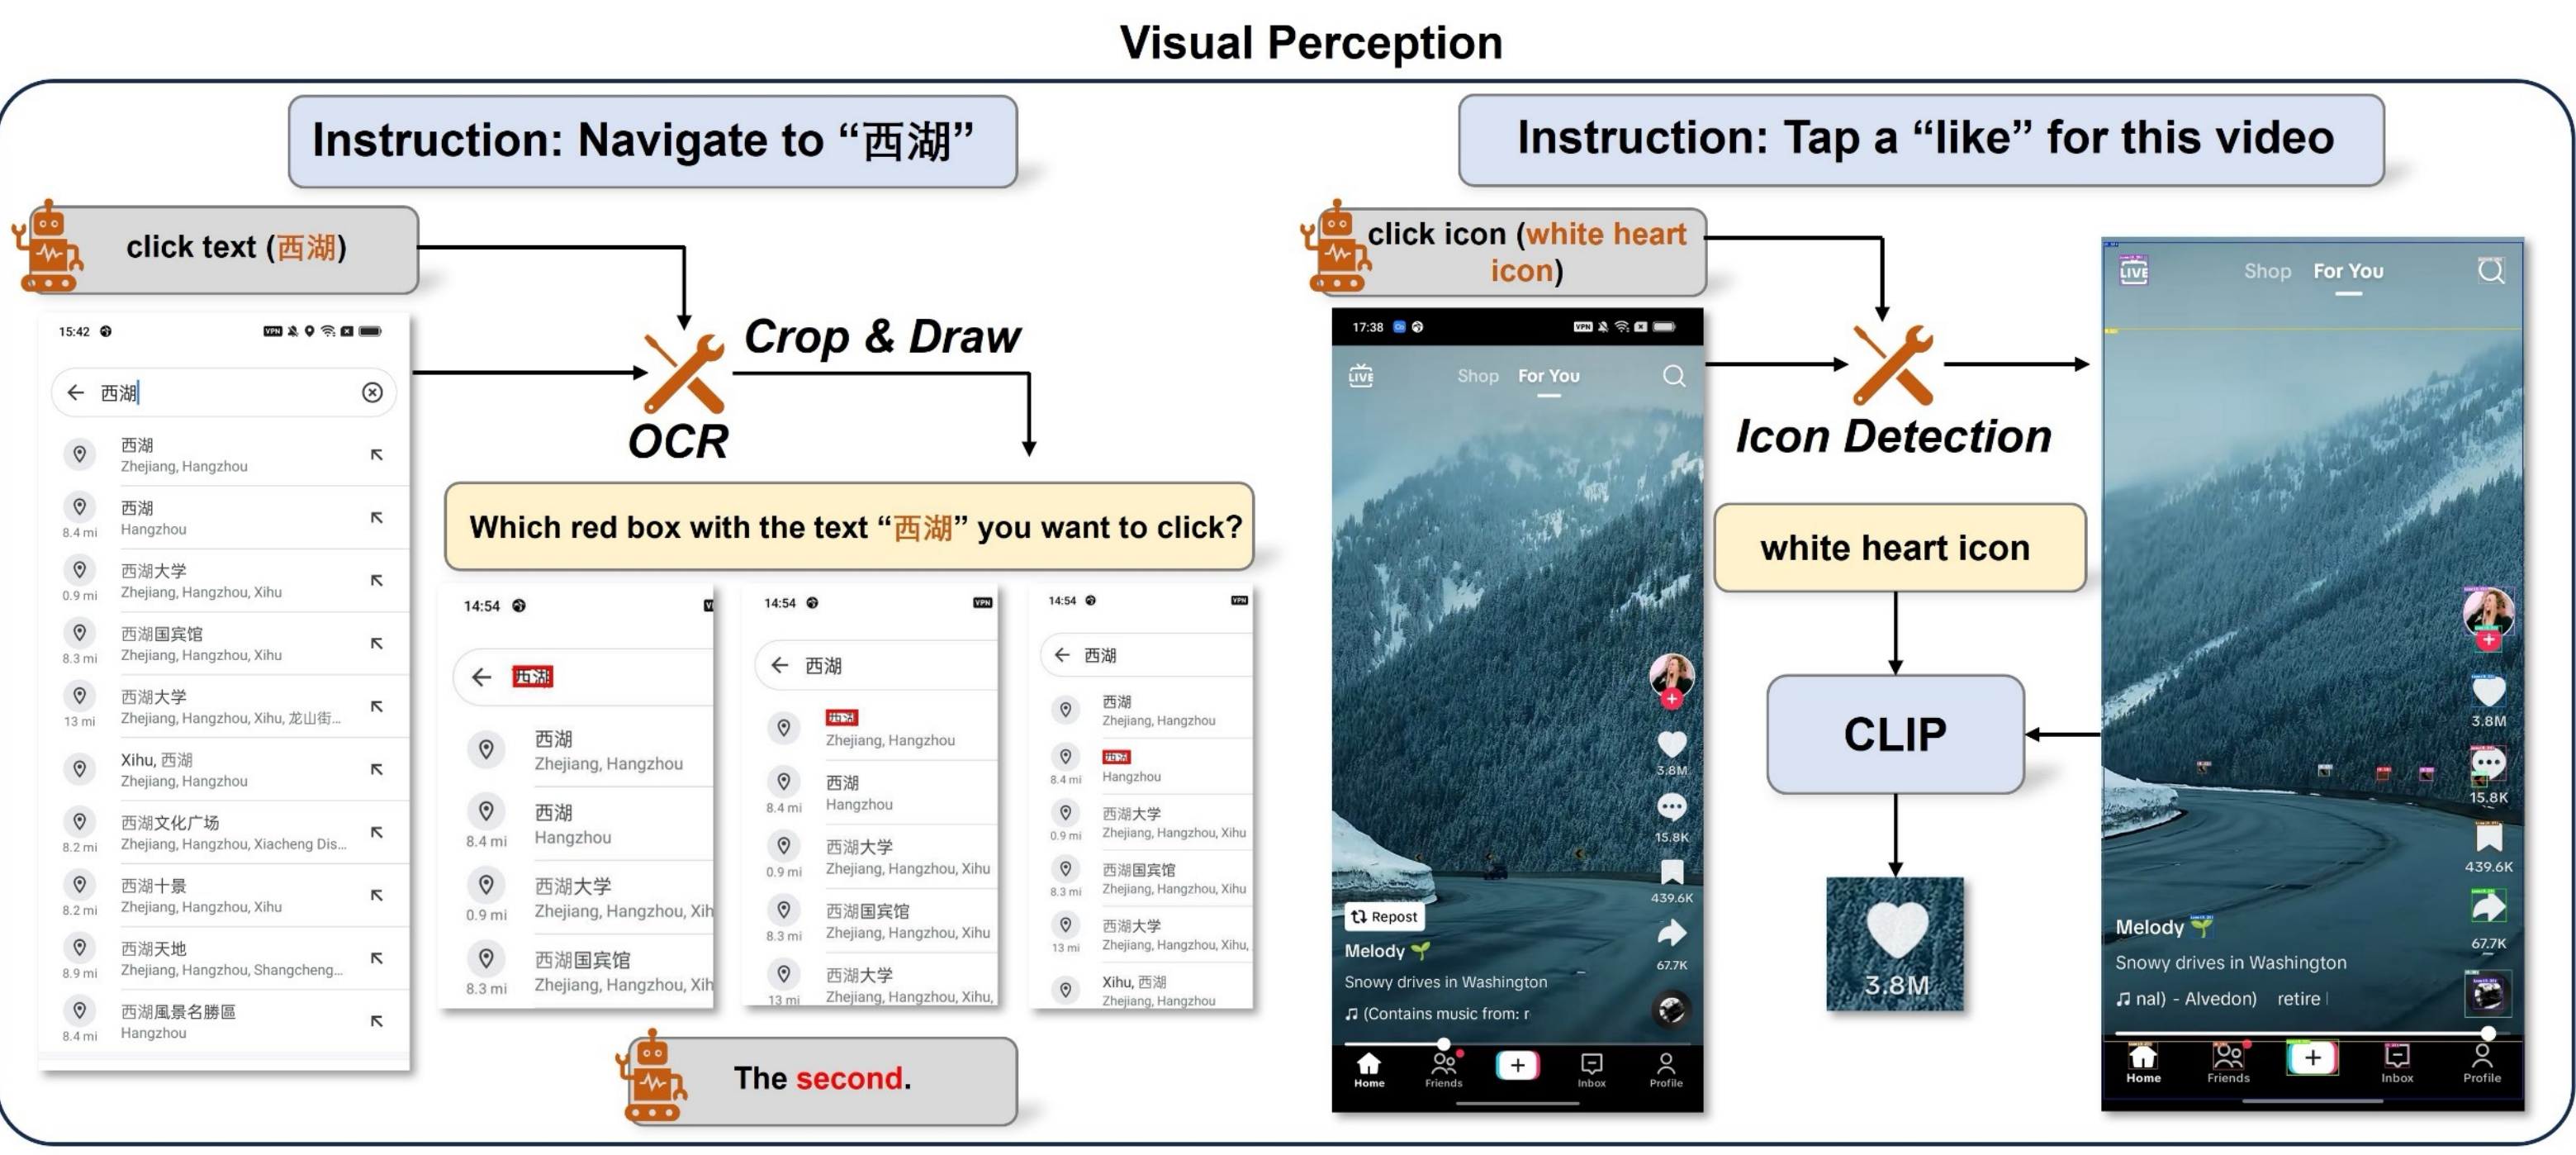 Visual Perception
Instruction: Navigate to “西湖”
click text (西湖)
15:42
VPN
西湖
西湖
Zhejiang, Hangzhou
西湖
8.4 mi
Hangzhou
西湖大学
0.9 mi
Zhejiang, Hangzhou, Xihu
西湖国宾馆
8.3 mi
Zhejiang, Hangzhou, Xihu
西湖大学
13 mi
Zhejiang, Hangzhou, Xihu, 龙山街...
Xihu, 西湖
Zhejiang, Hangzhou
西湖文化广场
8.2 mi
Zhejiang, Hangzhou, Xiacheng Dis...
西湖十景
8.2 mi
Zhejiang, Hangzhou, Xihu
西湖天地
8.9 mi
Zhejiang, Hangzhou, Shangcheng...
西湖風景名勝區
8.4 mi
Hangzhou
OCR
Crop & Draw
Which red box with the text “西湖” you want to click?
14:54
西湖
西湖
Zhejiang, Hangzhou
西湖
8.4 mi
Hangzhou
西湖大学
0.9 mi
Zhejiang, Hangzhou, Xih
西湖国宾馆
8.3 mi
Zhejiang, Hangzhou, Xih
14:54
VPN
西湖
西湖
Zhejiang, Hangzhou
西湖
8.4 mi
Hangzhou
西湖大学
0.9 mi
Zhejiang, Hangzhou, Xihu
西湖国宾馆
8.3 mi
Zhejiang, Hangzhou, Xihu
西湖大学
13 mi
Zhejiang, Hangzhou, Xihu,
14:54
VPN
西湖
西湖
Zhejiang, Hangzhou
西湖
8.4 mi
Hangzhou
西湖大学
0.9 mi
Zhejiang, Hangzhou, Xihu
西湖国宾馆
8.3 mi
Zhejiang, Hangzhou, Xihu
西湖大学
13 mi
Zhejiang, Hangzhou, Xihu,
Xihu, 西湖
Zhejiang, Hangzhou
The second.
Instruction: Tap a “like” for this video
click icon (white heart
icon)
17:38
VPN
LIVE
Shop For You
3.8M
15.8K
439.6K
Repost
Melody
67.7K
Snowy drives in Washington
(Contains music from: r
Home
Friends
Inbox
Profile
Icon Detection
white heart icon
CLIP
3.8M
LIVE
Shop For You
3.8M
15.8K
439.6K
Melody
67.7K
Snowy drives in Washington
nal) - Alvedon) retire
Home
Friends
Inbox
Profile